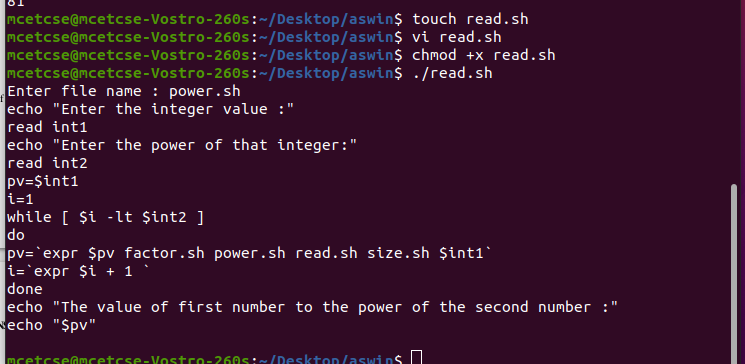 81
mcetcse@mcetcse-Vostro-260s:~/Desktop/aswin$ touch read.sh
mcetcse@mcetcse-Vostro-260s:~/Desktop/aswin$ vi read.sh
mcetcse@mcetcse-Vostro-260s:~/Desktop/aswin$ chmod +x read.sh
mcetcse@mcetcse-Vostro-260s:~/Desktop/aswin$ ./read.sh
Enter file name : power.sh
echo "Enter the integer value :"
read int1
echo "Enter the power of that integer:"
read int2
pv=$int1
i=1
while [ $i -lt $int2 ]
do
pv=`expr $pv factor.sh power.sh read.sh size.sh $int1`
i=`expr $i + 1 `
done
echo "The value of first number to the power of the second number :"
echo "$pv"
mcetcse@mcetcse-Vostro-260s:~/Desktop/aswin$